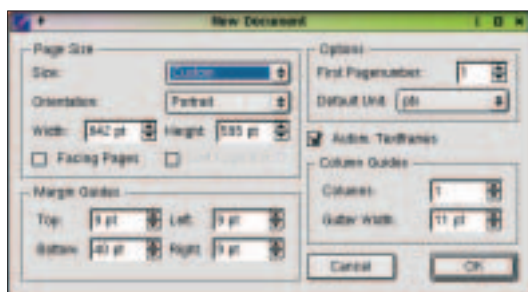 New Document
Page Size
Size: Custom
Orientation: Portrait
Width: 842 pt Height: 595 pt
Facing Pages
Margin Guides
Top: 9 pt Left: 9 pt
Bottom: 40 pt Right: 9 pt
Options
First Pagenumber: 1
Default Unit: pts
Autom. Textframes
Column Guides
Columns: 1
Gutter Width: 11 pt
Cancel OK